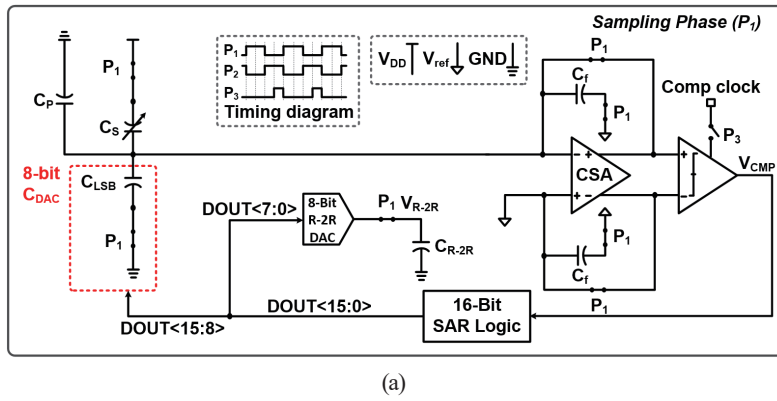 Sampling Phase (P1)
P1
P2
P3
Timing diagram
VDD
Vref
GND
P1
CP
CS
8-bit
CDAC
CLSB
P1
DOUT<7:0>
8-Bit
R-2R
DAC
P1 VR-2R
CR-2R
DOUT<15:8>
DOUT<15:0>
16-Bit
SAR Logic
P1
Cf
P1
CSA
P1
Cf
P1
Comp clock
P3
VCMP
(a)